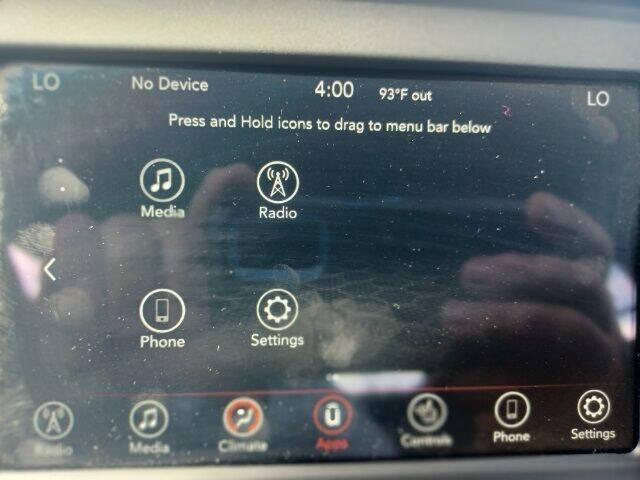 LO No Device 4:00 93°F out LO
Press and Hold icons to drag to menu bar below
Media Radio
Phone Settings
Radio Media Climate Apps Controls Phone Settings